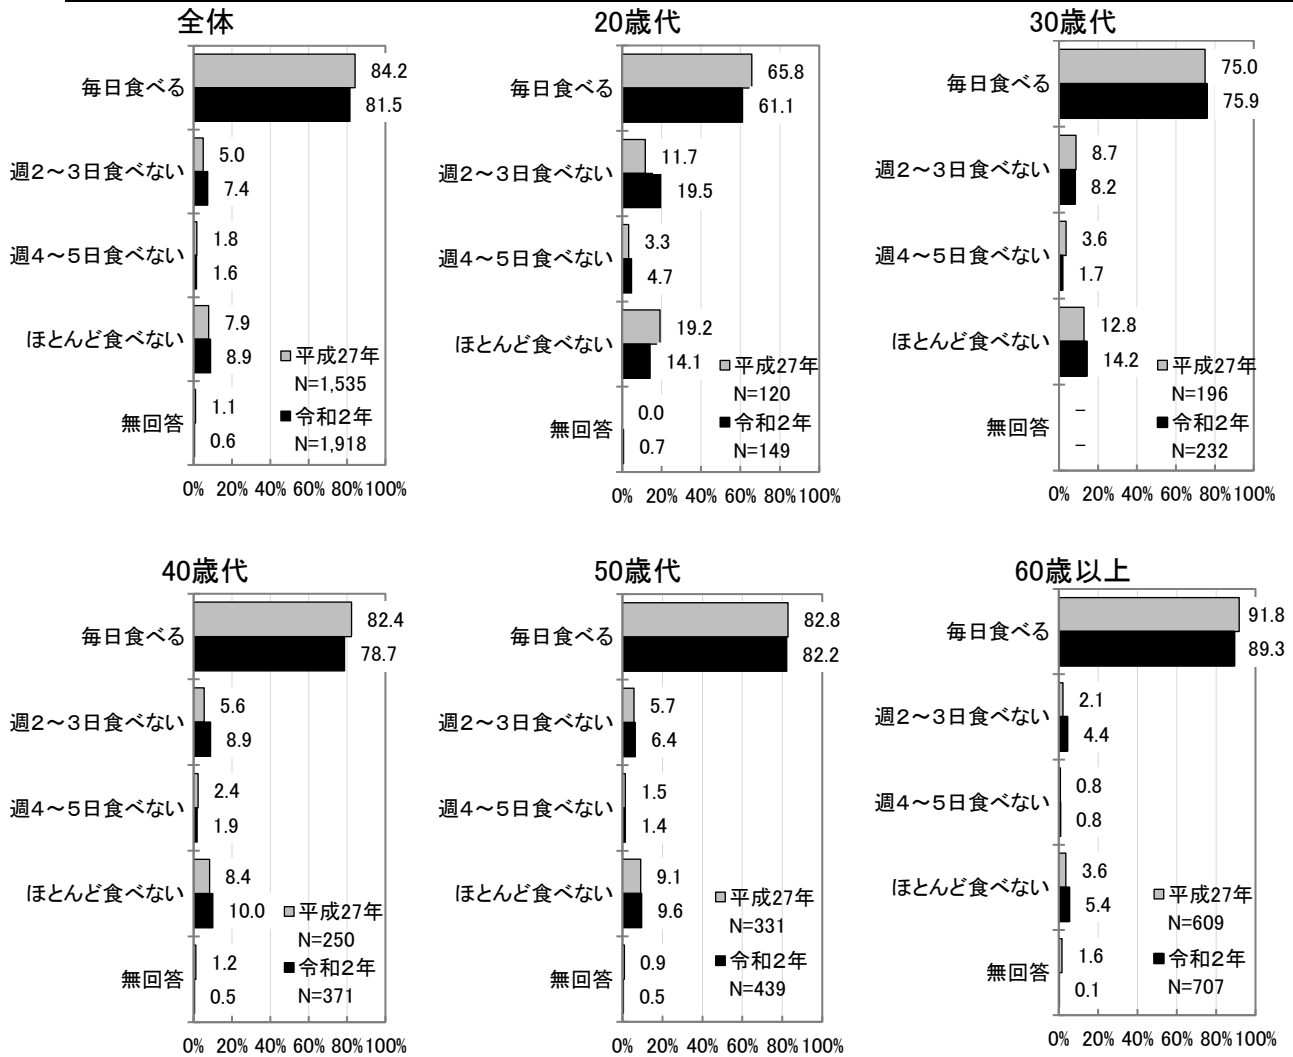 全体
毎日食べる
84.2
81.5
週2～3日食べない
5.0
7.4
週4～5日食べない
1.8
1.6
ほとんど食べない
7.9
8.9
無回答
1.1
0.6
平成27年
N=1,535
令和2年
N=1,918
0% 20% 40% 60% 80% 100%
20歳代
毎日食べる
65.8
61.1
週2～3日食べない
11.7
19.5
週4～5日食べない
3.3
4.7
ほとんど食べない
19.2
14.1
無回答
0.0
0.7
平成27年
N=120
令和2年
N=149
0% 20% 40% 60% 80% 100%
30歳代
毎日食べる
75.0
75.9
週2～3日食べない
8.7
8.2
週4～5日食べない
3.6
1.7
ほとんど食べない
12.8
14.2
無回答
–
–
平成27年
N=196
令和2年
N=232
0% 20% 40% 60% 80% 100%
40歳代
毎日食べる
82.4
78.7
週2～3日食べない
5.6
8.9
週4～5日食べない
2.4
1.9
ほとんど食べない
8.4
10.0
無回答
1.2
0.5
平成27年
N=250
令和2年
N=371
0% 20% 40% 60% 80% 100%
50歳代
毎日食べる
82.8
82.2
週2～3日食べない
5.7
6.4
週4～5日食べない
1.5
1.4
ほとんど食べない
9.1
9.6
無回答
0.9
0.5
平成27年
N=331
令和2年
N=439
0% 20% 40% 60% 80% 100%
60歳以上
毎日食べる
91.8
89.3
週2～3日食べない
2.1
4.4
週4～5日食べない
0.8
0.8
ほとんど食べない
3.6
5.4
無回答
1.6
0.1
平成27年
N=609
令和2年
N=707
0% 20% 40% 60% 80% 100%